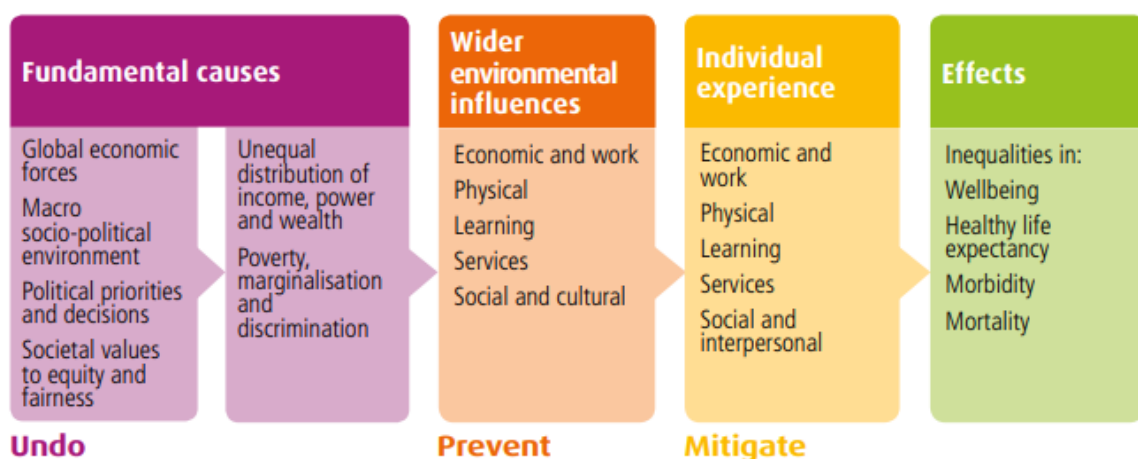 Fundamental causes
Global economic
forces
Macro
socio-political
environment
Political priorities
and decisions
Societal values
to equity and
fairness
Unequal
distribution of
income, power
and wealth
Poverty,
marginalisation
and
discrimination
Undo
Wider
environmental
influences
Economic and work
Physical
Learning
Services
Social and cultural
Prevent
Individual
experience
Economic and
work
Physical
Learning
Services
Social and
interpersonal
Mitigate
Effects
Inequalities in:
Wellbeing
Healthy life
expectancy
Morbidity
Mortality